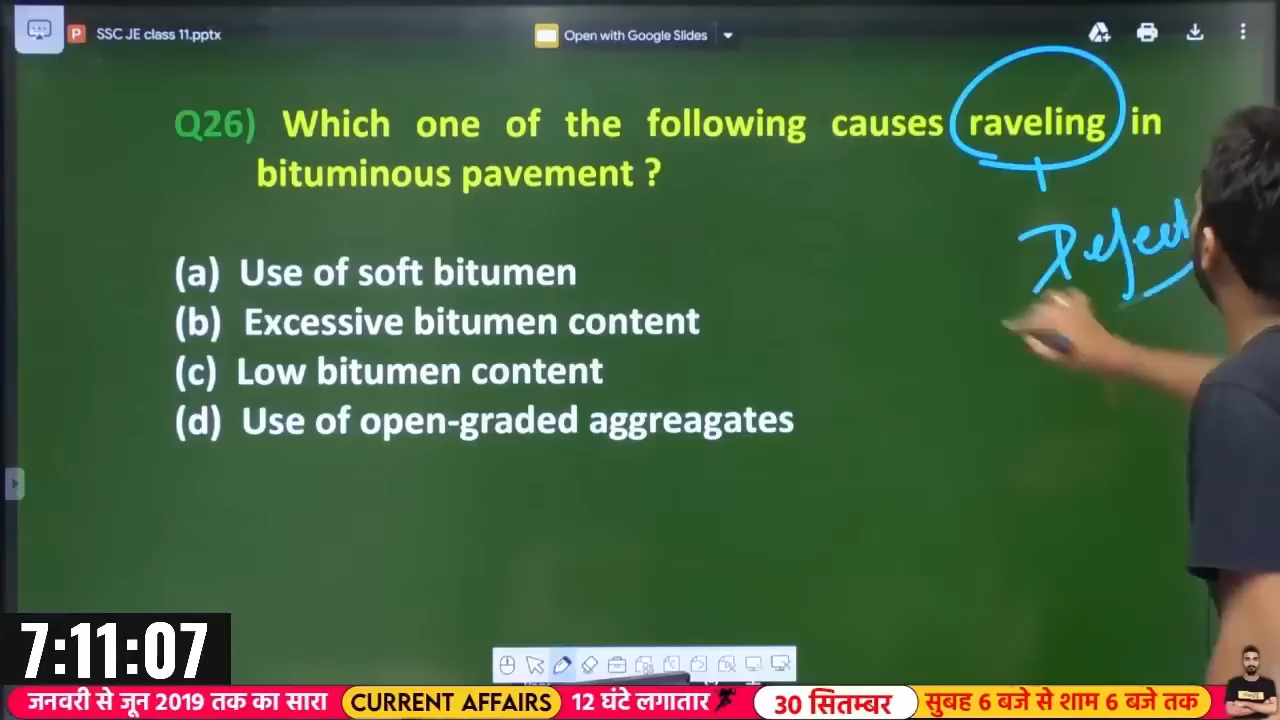 SSC JE class 11.pptx
Open with Google Slides
Q26) Which one of the following causes raveling in
bituminous pavement ?
Defect
(a) Use of soft bitumen
(b) Excessive bitumen content
(c) Low bitumen content
(d) Use of open-graded aggreagates
7:11:07
जनवरी से जून 2019 तक का सारा CURRENT AFFAIRS 12 घंटे लगातार 30 सितम्बर सुबह 6 बजे से शाम 6 बजे तक